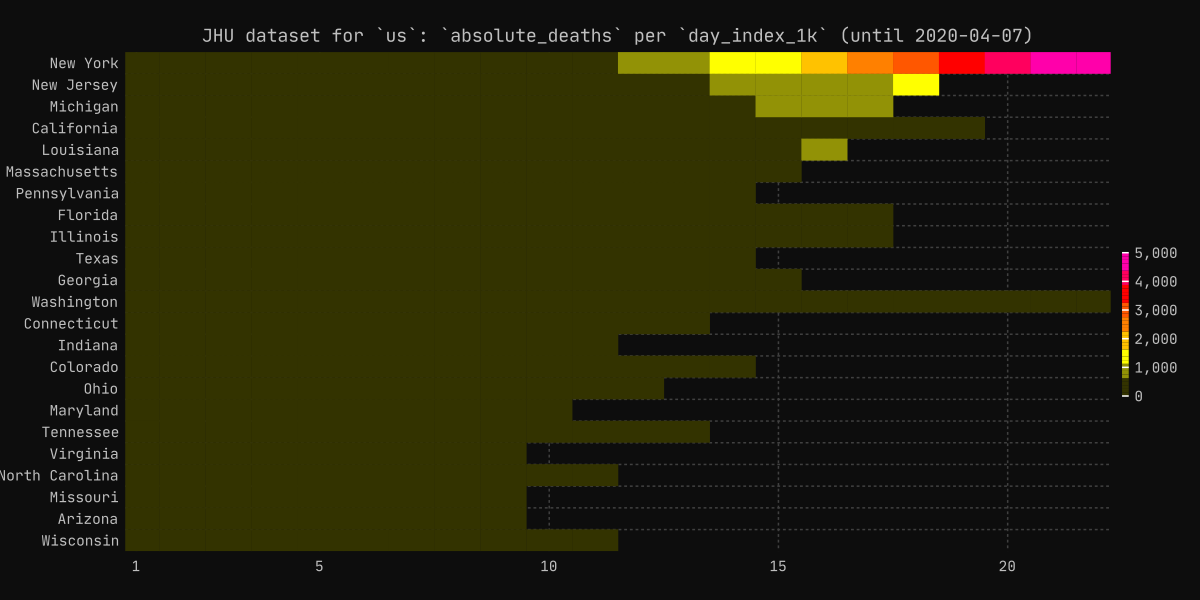 JHU dataset for `us`: `absolute_deaths` per `day_index_1k` (until 2020-04-07)
New York
New Jersey
Michigan
California
Louisiana
Massachusetts
Pennsylvania
Florida
Illinois
Texas
Georgia
Washington
Connecticut
Indiana
Colorado
Ohio
Maryland
Tennessee
Virginia
North Carolina
Missouri
Arizona
Wisconsin
1 5 10 15 20
5,000
4,000
3,000
2,000
1,000
0